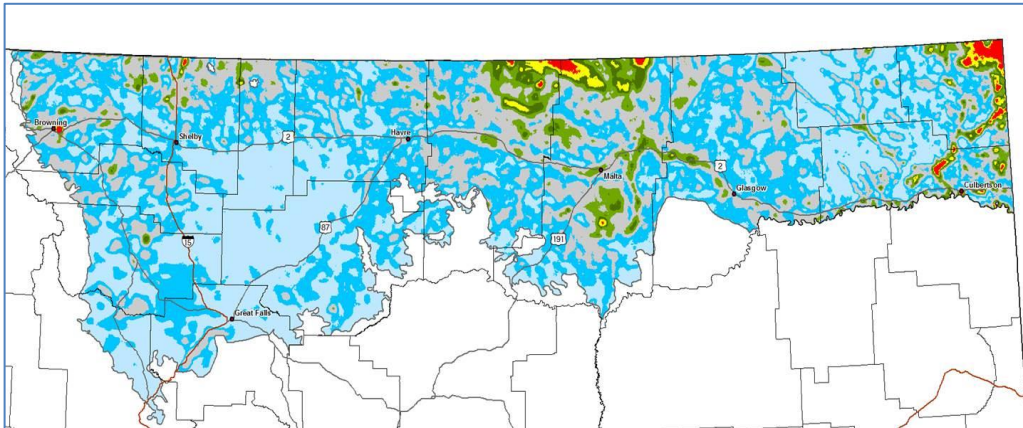 Browning
Shelby
2
Havre
Malta
2
Glasgow
Culbertson
87
191
15
Great Falls